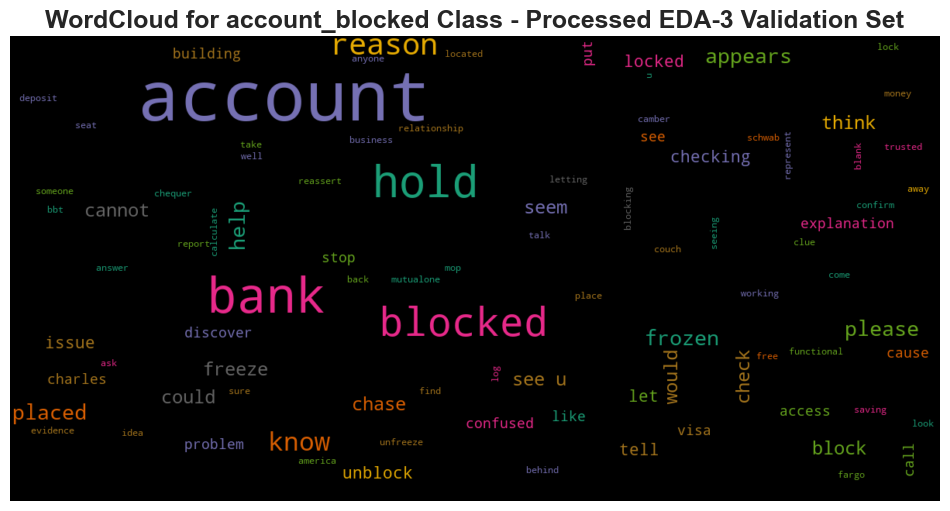 WordCloud for account_blocked Class - Processed EDA-3 Validation Set
reason
building
anyone
located
put
locked
appears
lock
u
account
deposit
seat
relationship
business
take
well
camber
see
schwab
checking
represent
money
think
blank
trusted
hold
reassert
letting
someone
chequer
bbt
cannot
calculate
help
report
seem
talk
blocking
seeing
couch
away
confirm
explanation
clue
answer
stop
back
mutualone
mop
place
working
come
bank
blocked
discover
issue
frozen
please
ask
charles
freeze
sure
could
chase
find
log
see u
would
check
free
functional
cause
let
placed
evidence
idea
problem
know
america
unfreeze
unblock
confused
like
behind
tell
visa
access
saving
look
block
call
fargo